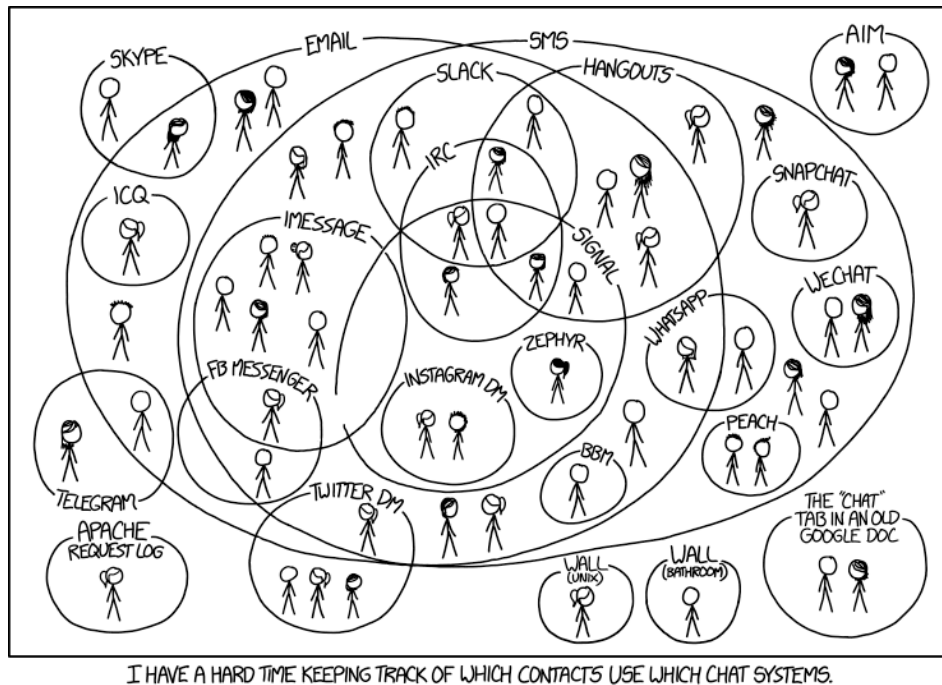 SKYPE
EMAIL
SMS
AIM
SLACK
HANGOUTS
IRC
SNAPCHAT
ICQ
IMESSAGE
SIGNAL
WECHAT
WHATSAPP
ZEPHYR
FB MESSENGER
INSTAGRAM DM
PEACH
BBM
TELEGRAM
TWITTER DM
THE "CHAT"
TAB IN AN OLD
GOOGLE DOC
APACHE
REQUEST LOG
WALL
(UNIX)
WALL
(BATHROOM)
I HAVE A HARD TIME KEEPING TRACK OF WHICH CONTACTS USE WHICH CHAT SYSTEMS.